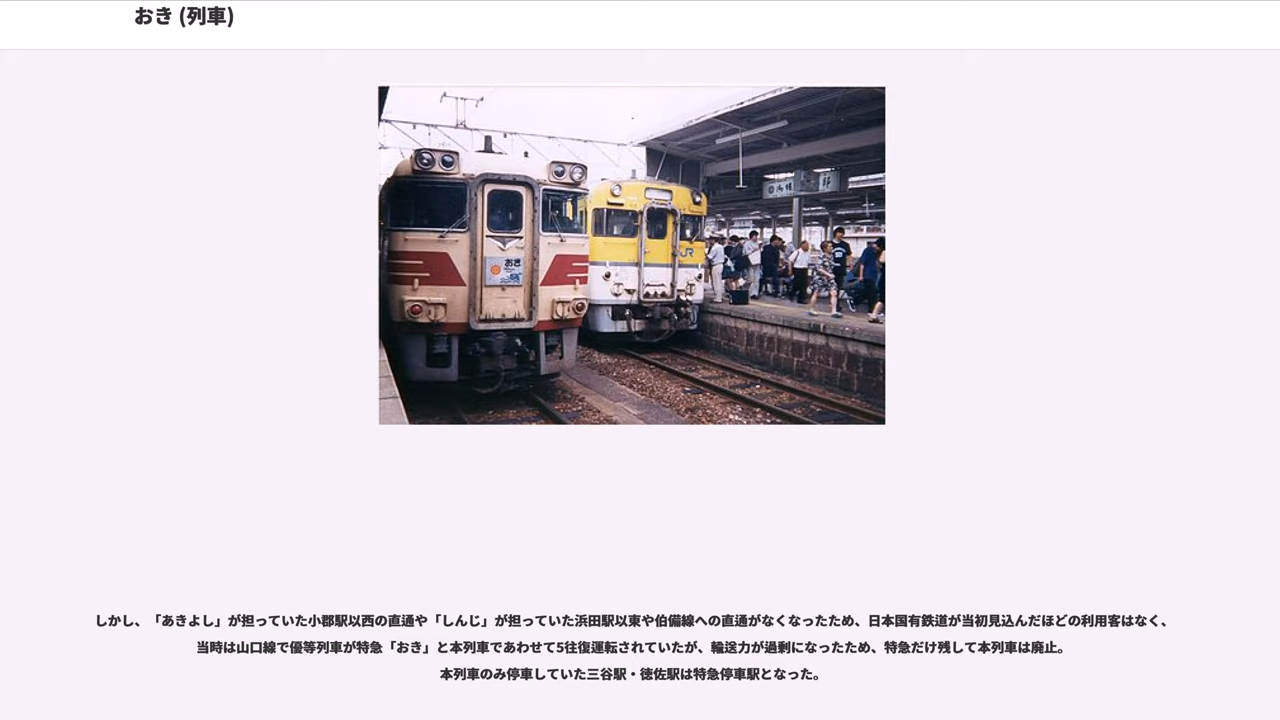 おき (列車)
おき
JR
しかし、「あきよし」が担っていた小郡駅以西の直通や「しんじ」が担っていた浜田駅以東や伯備線への直通がなくなったため、日本国有鉄道が当初見込んだほどの利用客はなく、
当時は山口線で優等列車が特急「おき」と本列車であわせて5往復運転されていたが、輸送力が過剰になったため、特急だけ残して本列車は廃止。
本列車のみ停車していた三谷駅・徳佐駅は特急停車駅となった。